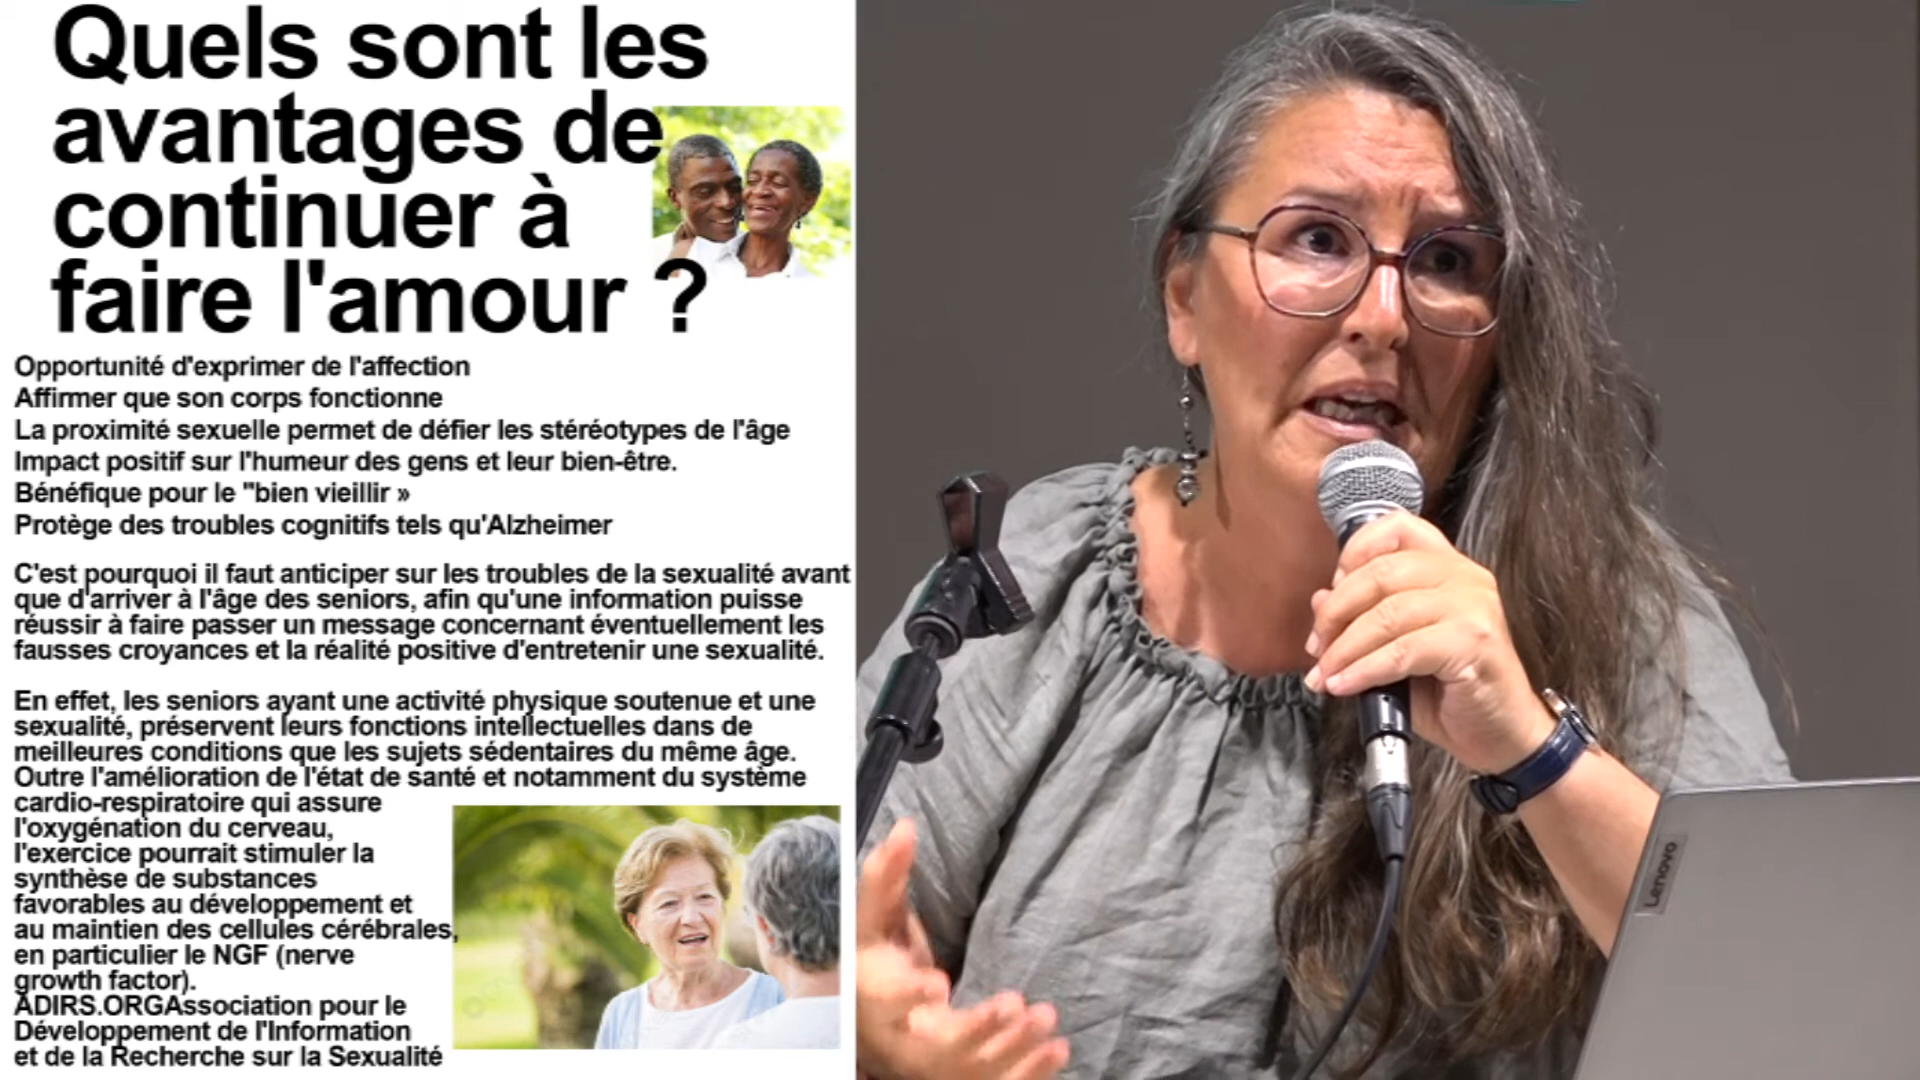 Quels sont les
avantages de
continuer à
faire l'amour ?
Opportunité d'exprimer de l'affection
Affirmer que son corps fonctionne
La proximité sexuelle permet de défier les stéréotypes de l'âge
Impact positif sur l'humeur des gens et leur bien-être.
Bénéfique pour le "bien vieillir »
Protège des troubles cognitifs tels qu'Alzheimer
C'est pourquoi il faut anticiper sur les troubles de la sexualité avant
que d'arriver à l'âge des seniors, afin qu'une information puisse
réussir à faire passer un message concernant éventuellement les
fausses croyances et la réalité positive d'entretenir une sexualité.
En effet, les seniors ayant une activité physique soutenue et une
sexualité, préservent leurs fonctions intellectuelles dans de
meilleures conditions que les sujets sédentaires du même âge.
Outre l'amélioration de l'état de santé et notamment du système
cardio-respiratoire qui assure
l'oxygénation du cerveau,
l'exercice pourrait stimuler la
synthèse de substances
favorables au développement et
au maintien des cellules cérébrales,
en particulier le NGF (nerve
growth factor).
ADIRS.ORGAssociation pour le
Développement de l'Information
et de la Recherche sur la Sexualité
Lenovo